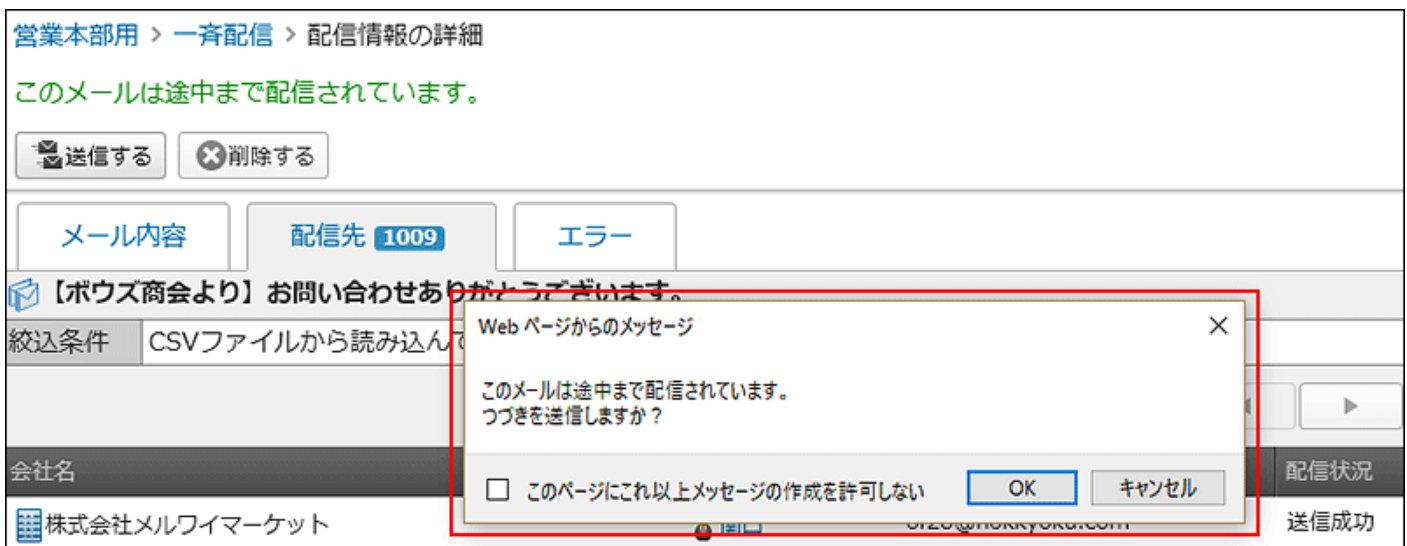 営業本部用 > 一斉配信 > 配信情報の詳細
このメールは途中まで配信されています。
送信する 削除する
メール内容 配信先 1009 エラー
【ボウズ商会より】お問い合わせありがとうございます。
絞込条件 CSVファイルから読み込んで
Web ページからのメッセージ
このメールは途中まで配信されています。
つづきを送信しますか？
このページにこれ以上メッセージの作成を許可しない OK キャンセル
会社名 配信状況
株式会社メルワイマーケット 送信成功